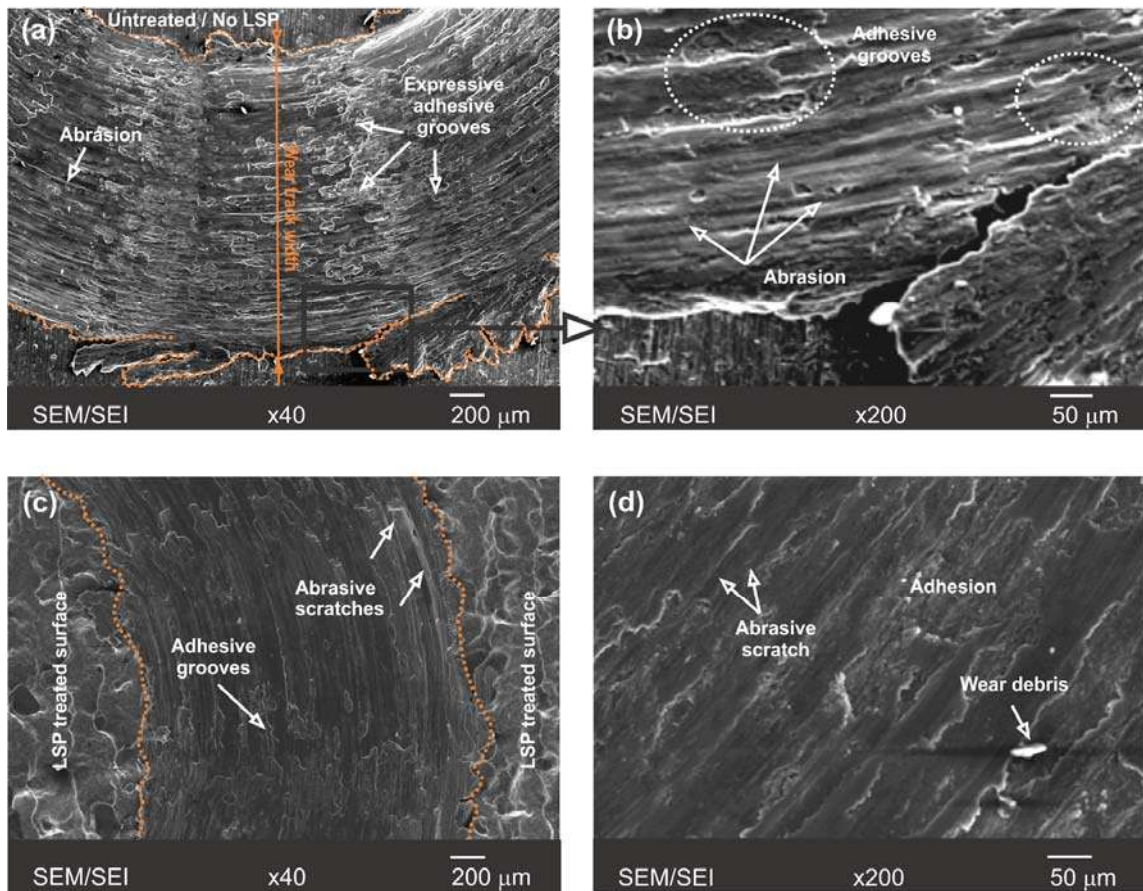 (a)
Untreated / No LSP
Abrasion
Expressive
adhesive
grooves
Wear track width
SEM/SEI x40 200 μm
(b)
Adhesive
grooves
Abrasion
SEM/SEI x200 50 μm
(c)
LSP treated surface
Abrasive
scratches
Adhesive
grooves
LSP treated surface
SEM/SEI x40 200 μm
(d)
Abrasive
scratch
Adhesion
Wear debris
SEM/SEI x200 50 μm